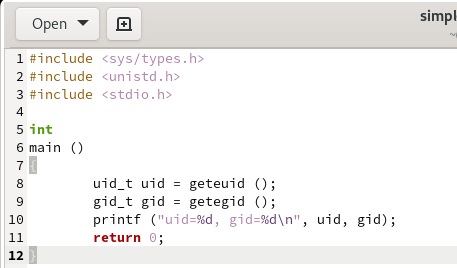 Open
simpl
1 #include <sys/types.h>
2 #include <unistd.h>
3 #include <stdio.h>
4
5 int
6 main ()
7 {
8 uid_t uid = geteuid ();
9 gid_t gid = getegid ();
10 printf ("uid=%d, gid=%d\n", uid, gid);
11 return 0;
12 }